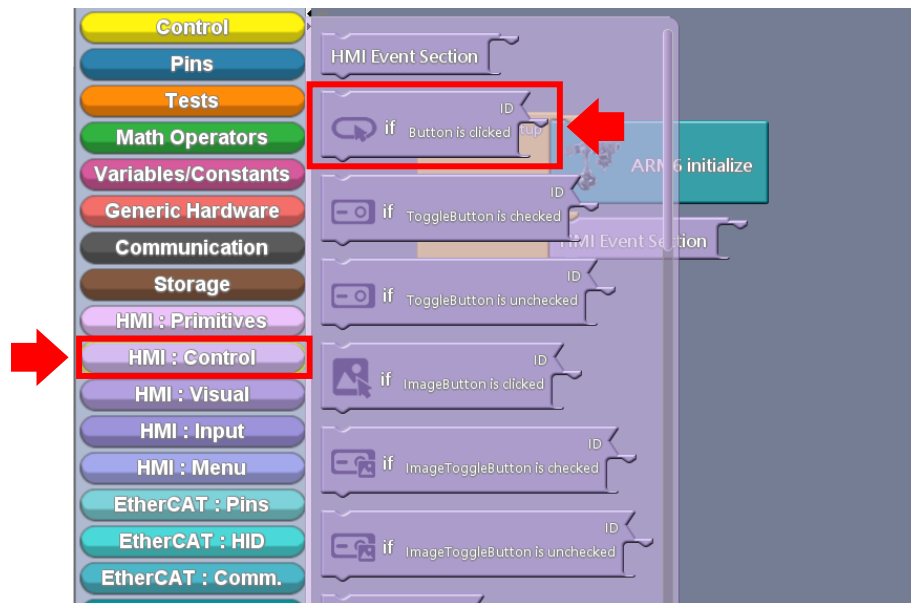 Control
Pins
Tests
Math Operators
Variables/Constants
Generic Hardware
Communication
Storage
HMI : Primitives
HMI : Control
HMI : Visual
HMI : Input
HMI : Menu
EtherCAT : Pins
EtherCAT : HID
EtherCAT : Comm.
HMI Event Section
ID
if Button is clicked
ID
if ToggleButton is checked
ID
if ToggleButton is unchecked
ID
if ImageButton is clicked
ID
if ImageToggleButton is checked
ID
if ImageToggleButton is unchecked
ARM6 initialize
HMI Event Section